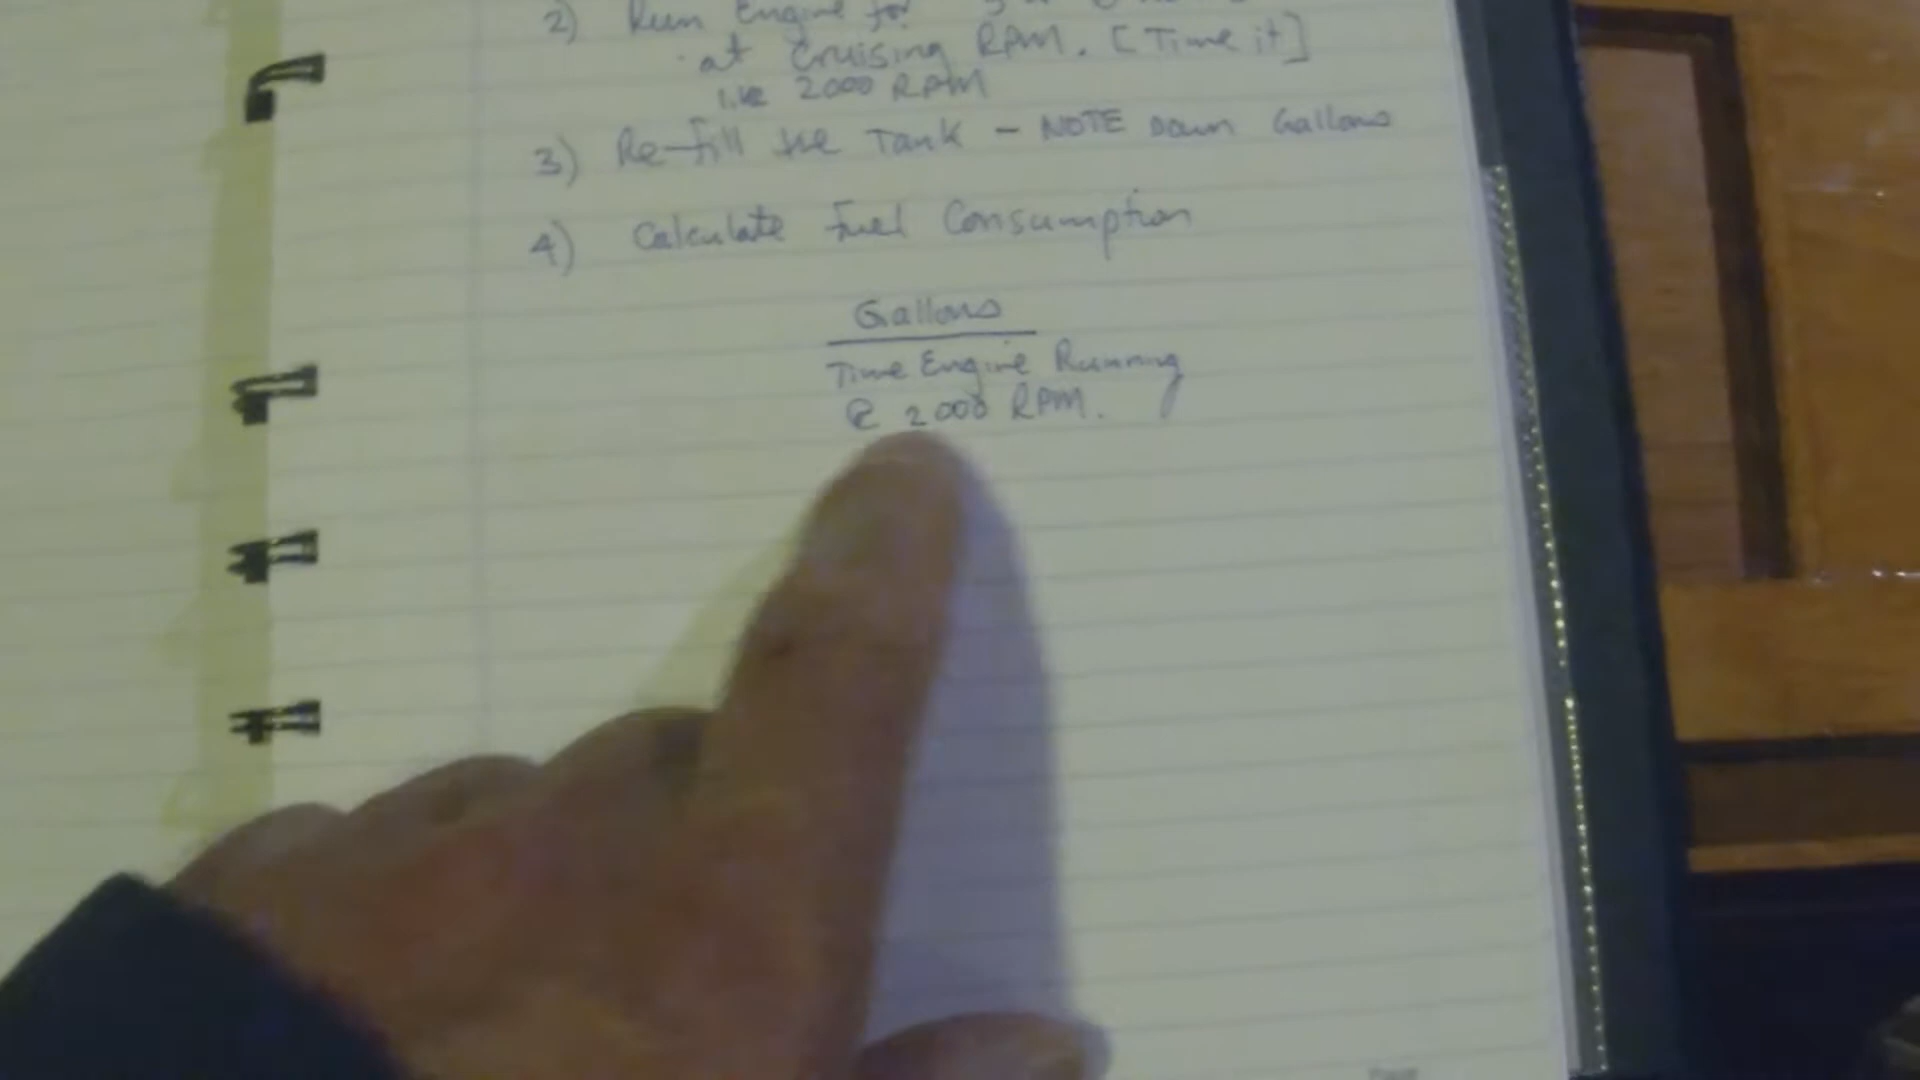 2) Run Engine for
at Cruising RPM. [Time it]
i.e 2000 RPM
3) Re-fill the Tank - NOTE Down Gallons
4) Calculate Fuel Consumption
Gallons
Time Engine Running
@ 2000 RPM.